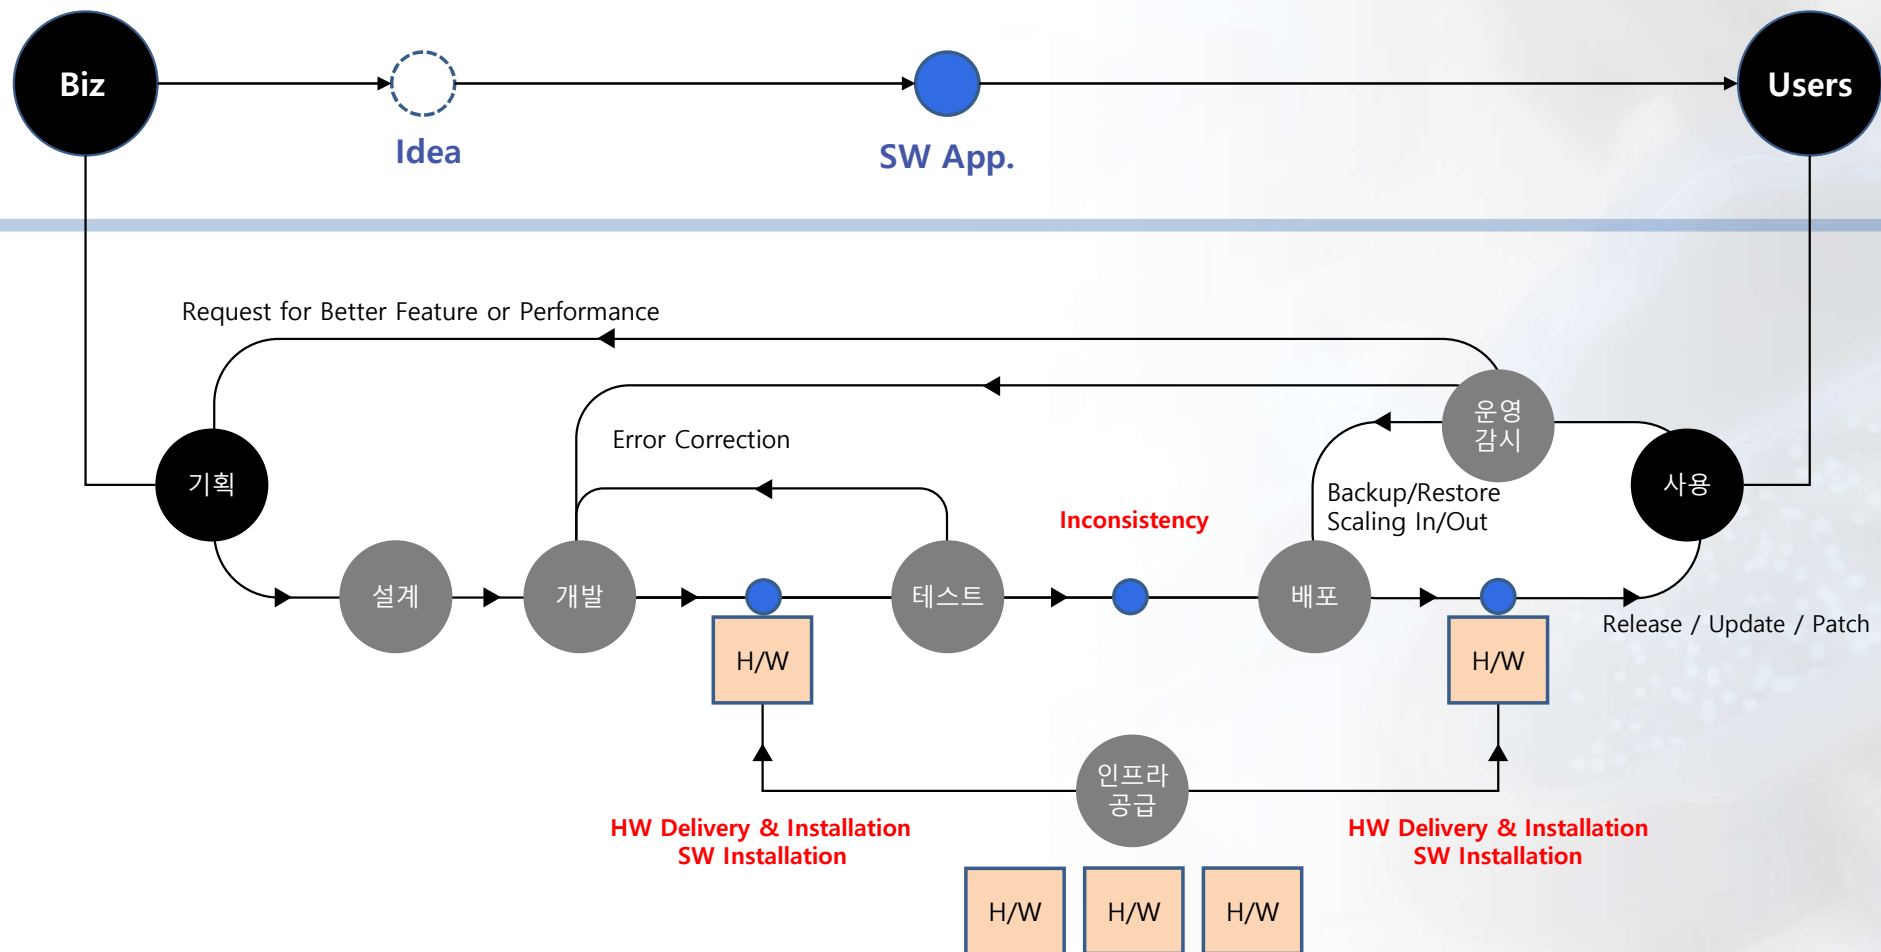 Biz
Users
Idea
SW App.
Request for Better Feature or Performance
운영
감시
Error Correction
기획
사용
Backup/Restore
Scaling In/Out
Inconsistency
설계
개발
테스트
배포
Release / Update / Patch
H/W
H/W
인프라
공급
HW Delivery & Installation
SW Installation
HW Delivery & Installation
SW Installation
H/W
H/W
H/W